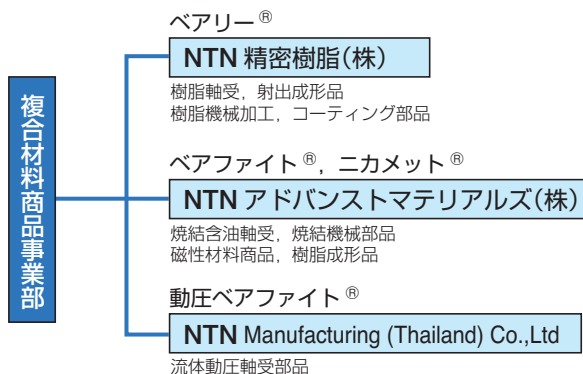 複合材料商品事業部
ベアリー®
NTN 精密樹脂(株)
樹脂軸受，射出成形品
樹脂機械加工，コーティング部品
ベアファイト®，ニカメット®
NTN アドバンストマテリアルズ(株)
焼結含油軸受，焼結機械部品
磁性材料商品，樹脂成形品
動圧ベアファイト®
NTN Manufacturing (Thailand) Co.,Ltd
流体動圧軸受部品